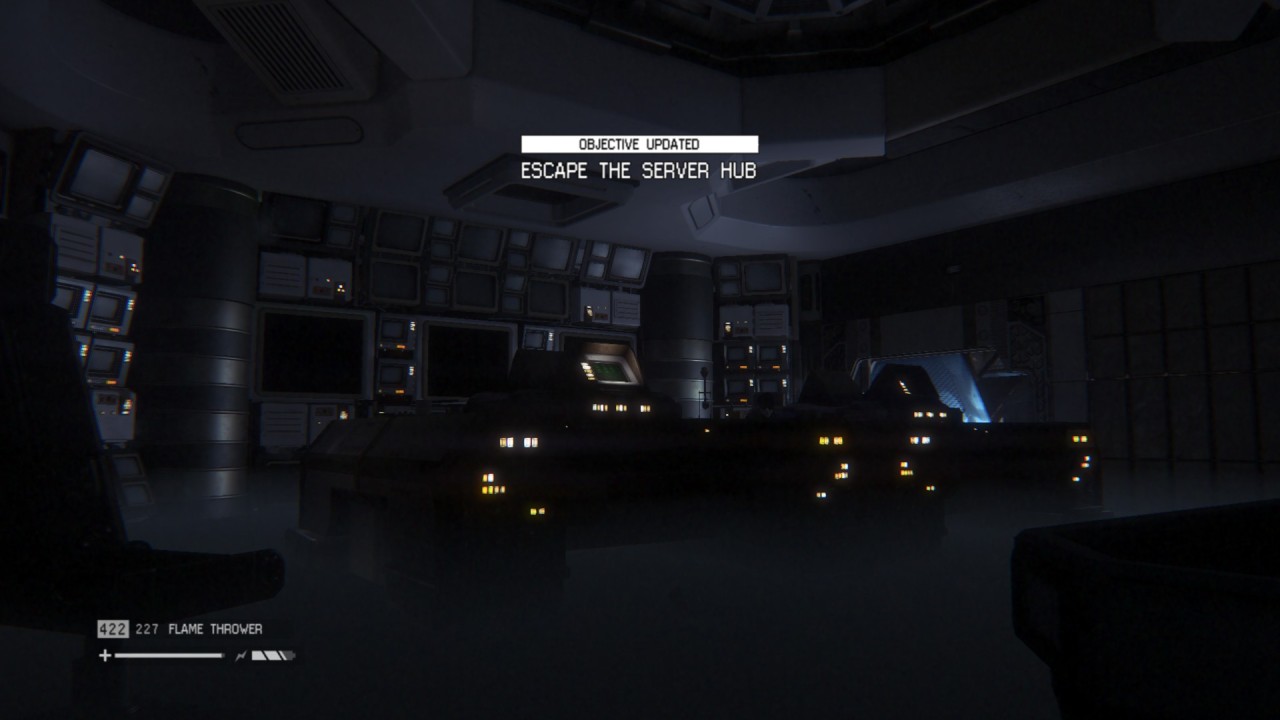 OBJECTIVE UPDATED
ESCAPE THE SERVER HUB
422 227 FLAME THROWER